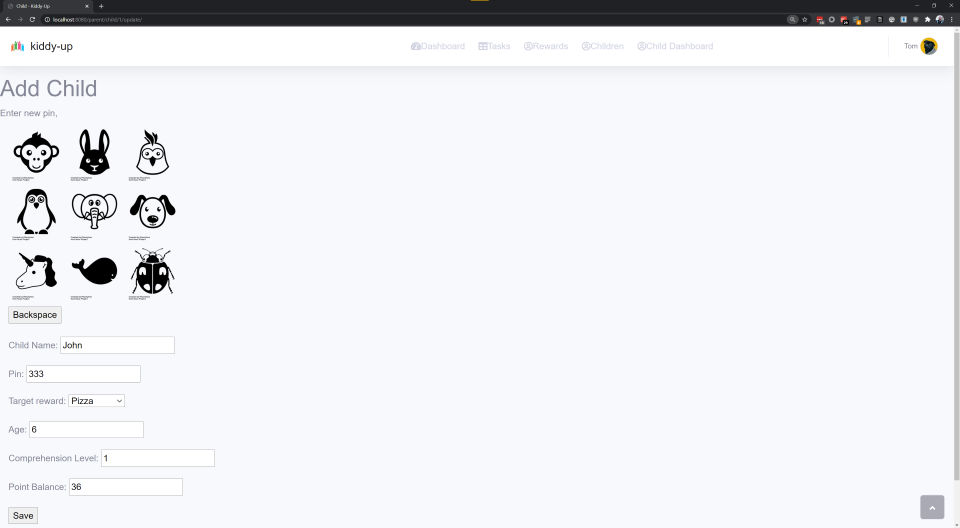 Child - Kiddy-Up
localhost:8080/parent/child/1/update/
kiddy-up
Dashboard
Tasks
Rewards
Children
Child Dashboard
Tom
Add Child
Enter new pin,
Backspace
Child Name: John
Pin: 333
Target reward: Pizza
Age: 6
Comprehension Level: 1
Point Balance: 36
Save